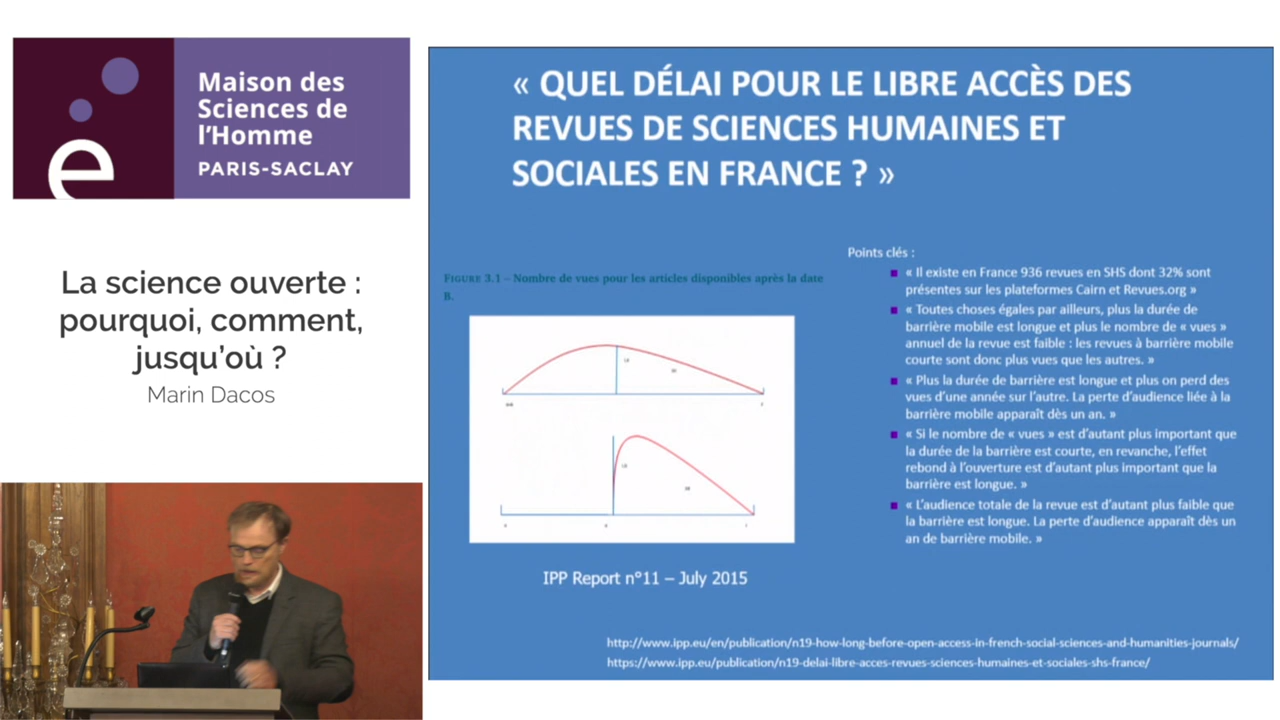 Maison des
Sciences de
l'Homme
PARIS-SACLAY
La science ouverte :
pourquoi, comment,
jusqu'où ?
Marin Dacos
« QUEL DÉLAI POUR LE LIBRE ACCÈS DES
REVUES DE SCIENCES HUMAINES ET
SOCIALES EN FRANCE ? »
FIGURE 3.1 – Nombre de vues pour les articles disponibles après la date
B.
IPP Report n°11 – July 2015
Points clés :
« Il existe en France 936 revues en SHS dont 32% sont
présentes sur les plateformes Cairn et Revues.org »
« Toutes choses égales par ailleurs, plus la durée de
barrière mobile est longue et plus le nombre de « vues »
annuel de la revue est faible : les revues à barrière mobile
courte sont donc plus vues que les autres. »
« Plus la durée de barrière est longue et plus on perd des
vues d'une année sur l'autre. La perte d'audience liée à la
barrière mobile apparaît dès un an. »
« Si le nombre de « vues » est d'autant plus important que
la durée de la barrière est courte, en revanche, l'effet
rebond à l'ouverture est d'autant plus important que la
barrière est longue. »
« L'audience totale de la revue est d'autant plus faible que
la barrière est longue. La perte d'audience apparaît dès un
an de barrière mobile. »
http://www.ipp.eu/en/publication/n19-how-long-before-open-access-in-french-social-sciences-and-humanities-journals/
https://www.ipp.eu/publication/n19-delai-libre-acces-revues-sciences-humaines-et-sociales-shs-france/